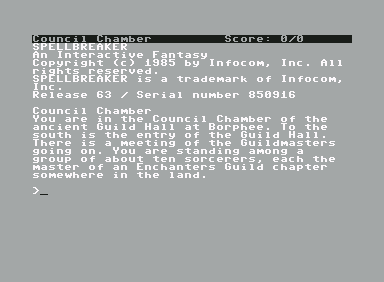 Council Chamber Score: 0/0
SPELLBREAKER
An Interactive Fantasy
Copyright (c) 1985 by Infocom, Inc. All
rights reserved.
SPELLBREAKER is a trademark of Infocom,
Inc.
Release 63 / Serial number 850916
Council Chamber
You are in the Council Chamber of the
ancient Guild Hall at Borphee. To the
south is the entry of the Guild Hall.
There is a meeting of the Guildmasters
going on. You are standing among a
group of about ten sorcerers, each the
master of an Enchanters Guild chapter
somewhere in the land.
>_